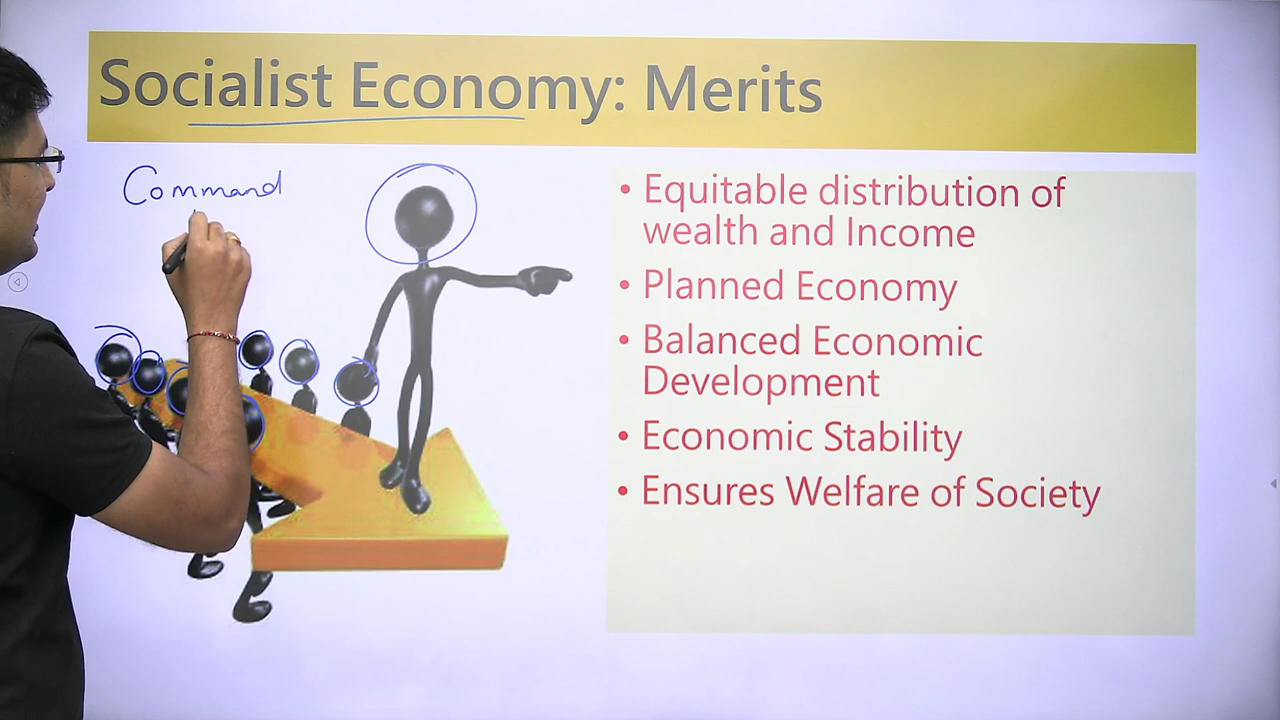 Socialist Economy: Merits
Command
• Equitable distribution of
wealth and Income
• Planned Economy
• Balanced Economic
Development
• Economic Stability
• Ensures Welfare of Society